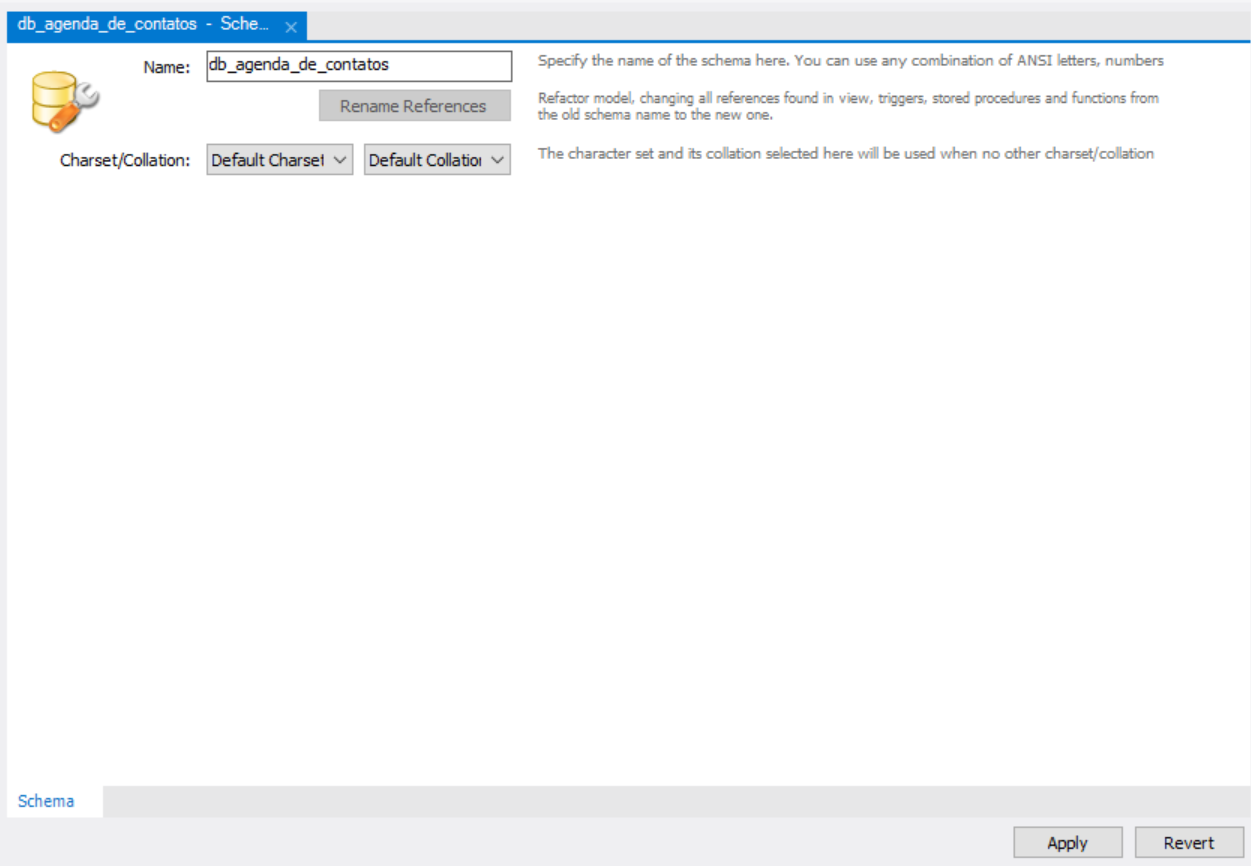 db_agenda_de_contatos - Sche...
Name: db_agenda_de_contatos
Specify the name of the schema here. You can use any combination of ANSI letters, numbers
Rename References
Refactor model, changing all references found in view, triggers, stored procedures and functions from
the old schema name to the new one.
Charset/Collation: Default Charset Default Collation
The character set and its collation selected here will be used when no other charset/collation
Schema
Apply Revert